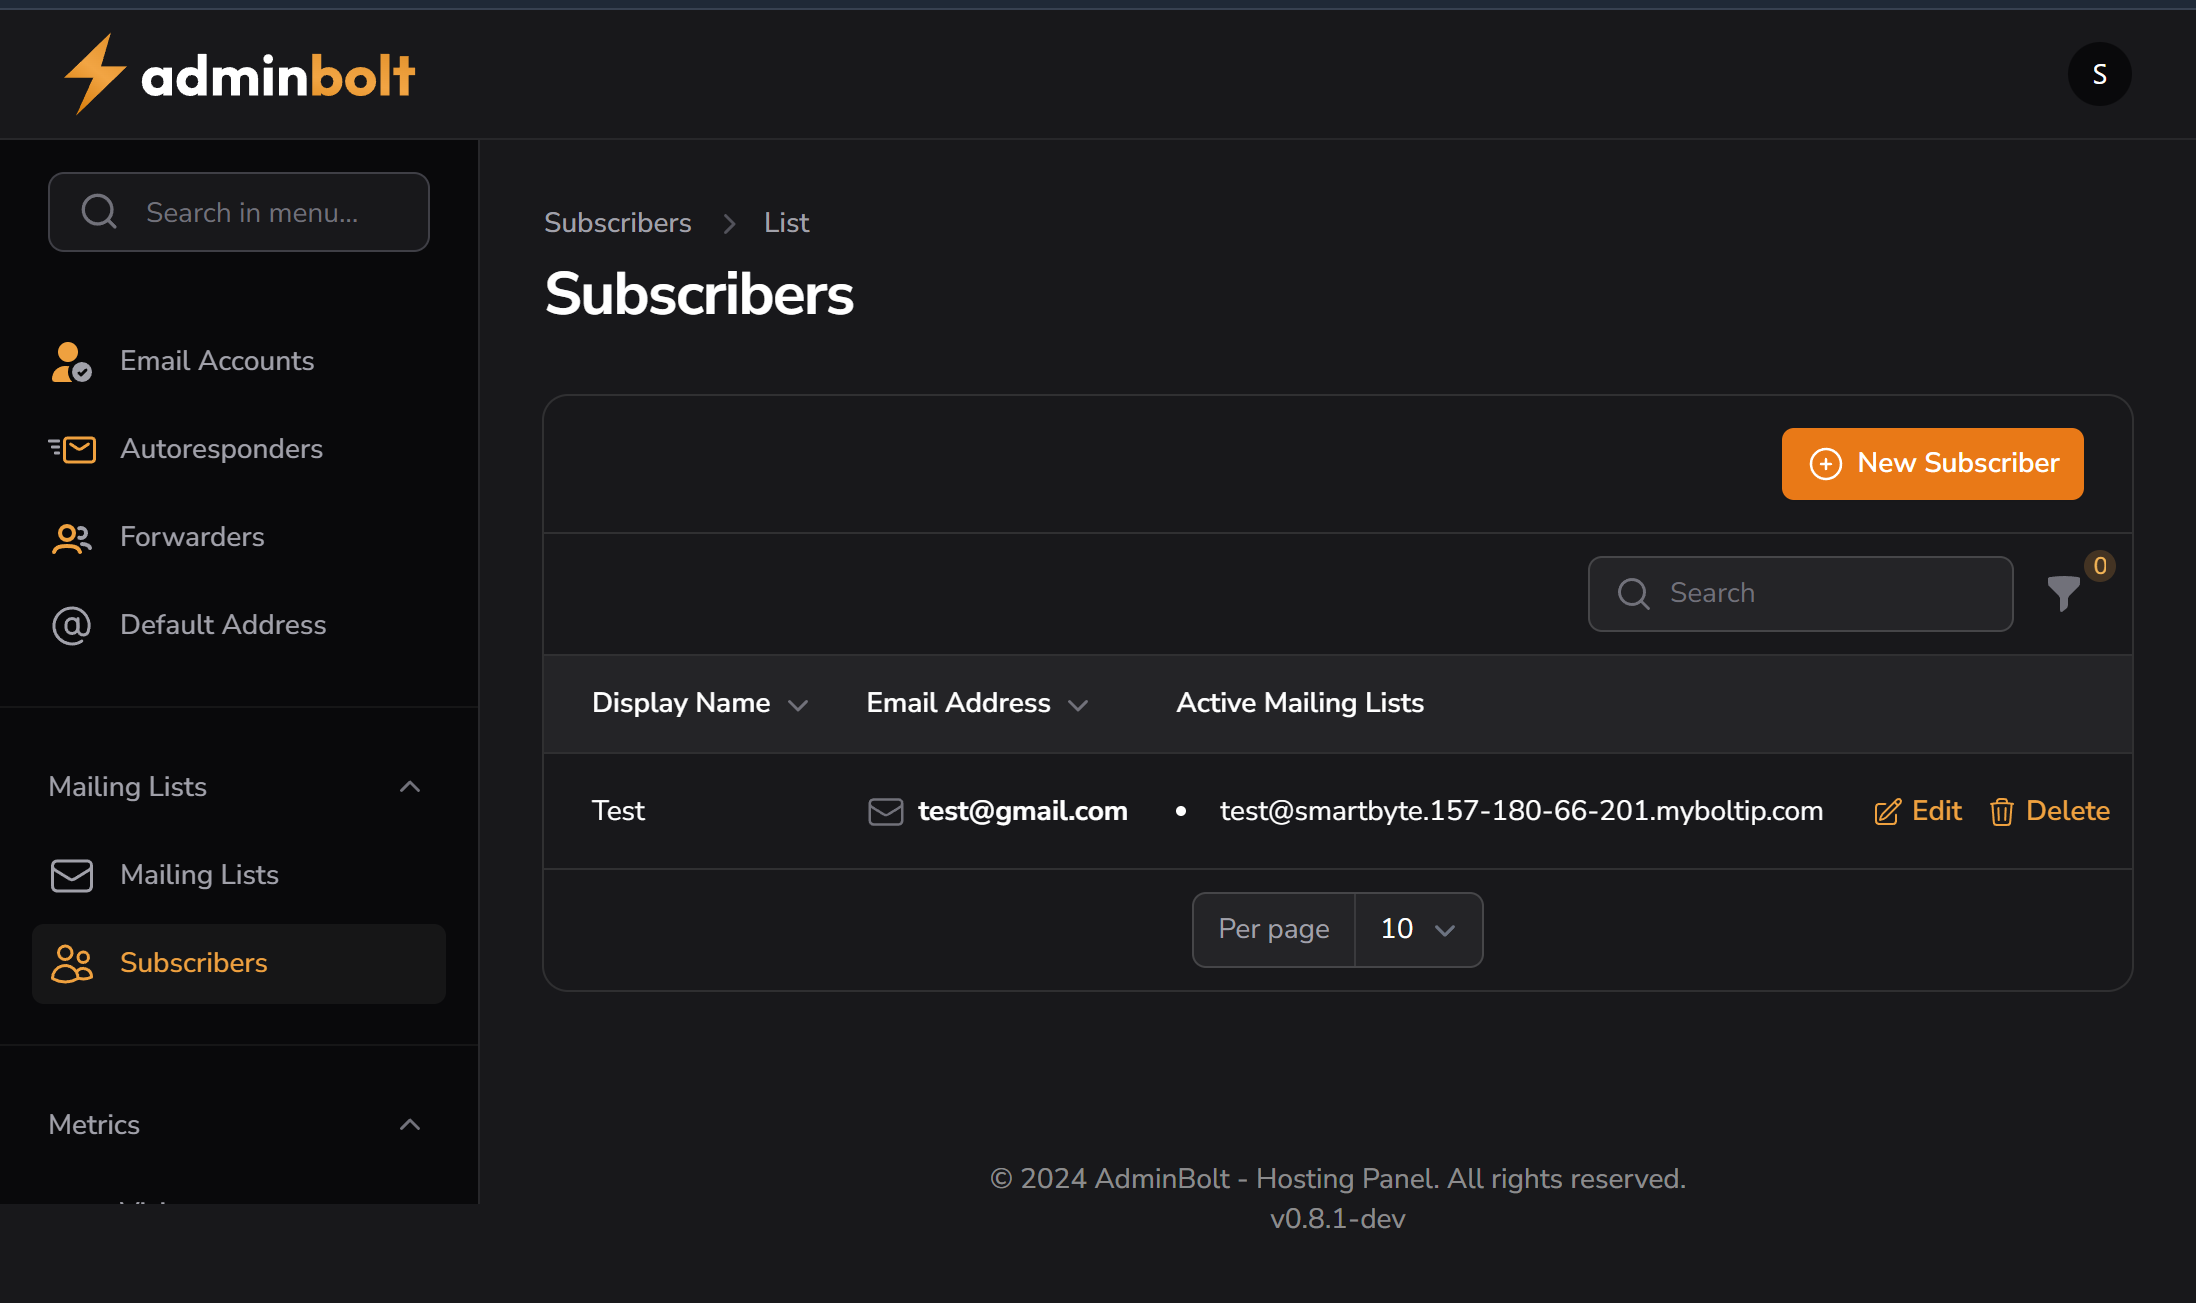 adminbolt
S
Search in menu...
Email Accounts
Autoresponders
Forwarders
Default Address
Mailing Lists
Mailing Lists
Subscribers
Metrics
Subscribers > List
Subscribers
New Subscriber
Search
0
Display Name Email Address Active Mailing Lists
Test test@gmail.com • test@smartbyte.157-180-66-201.myboltip.com Edit Delete
Per page 10
© 2024 AdminBolt - Hosting Panel. All rights reserved.
v0.8.1-dev